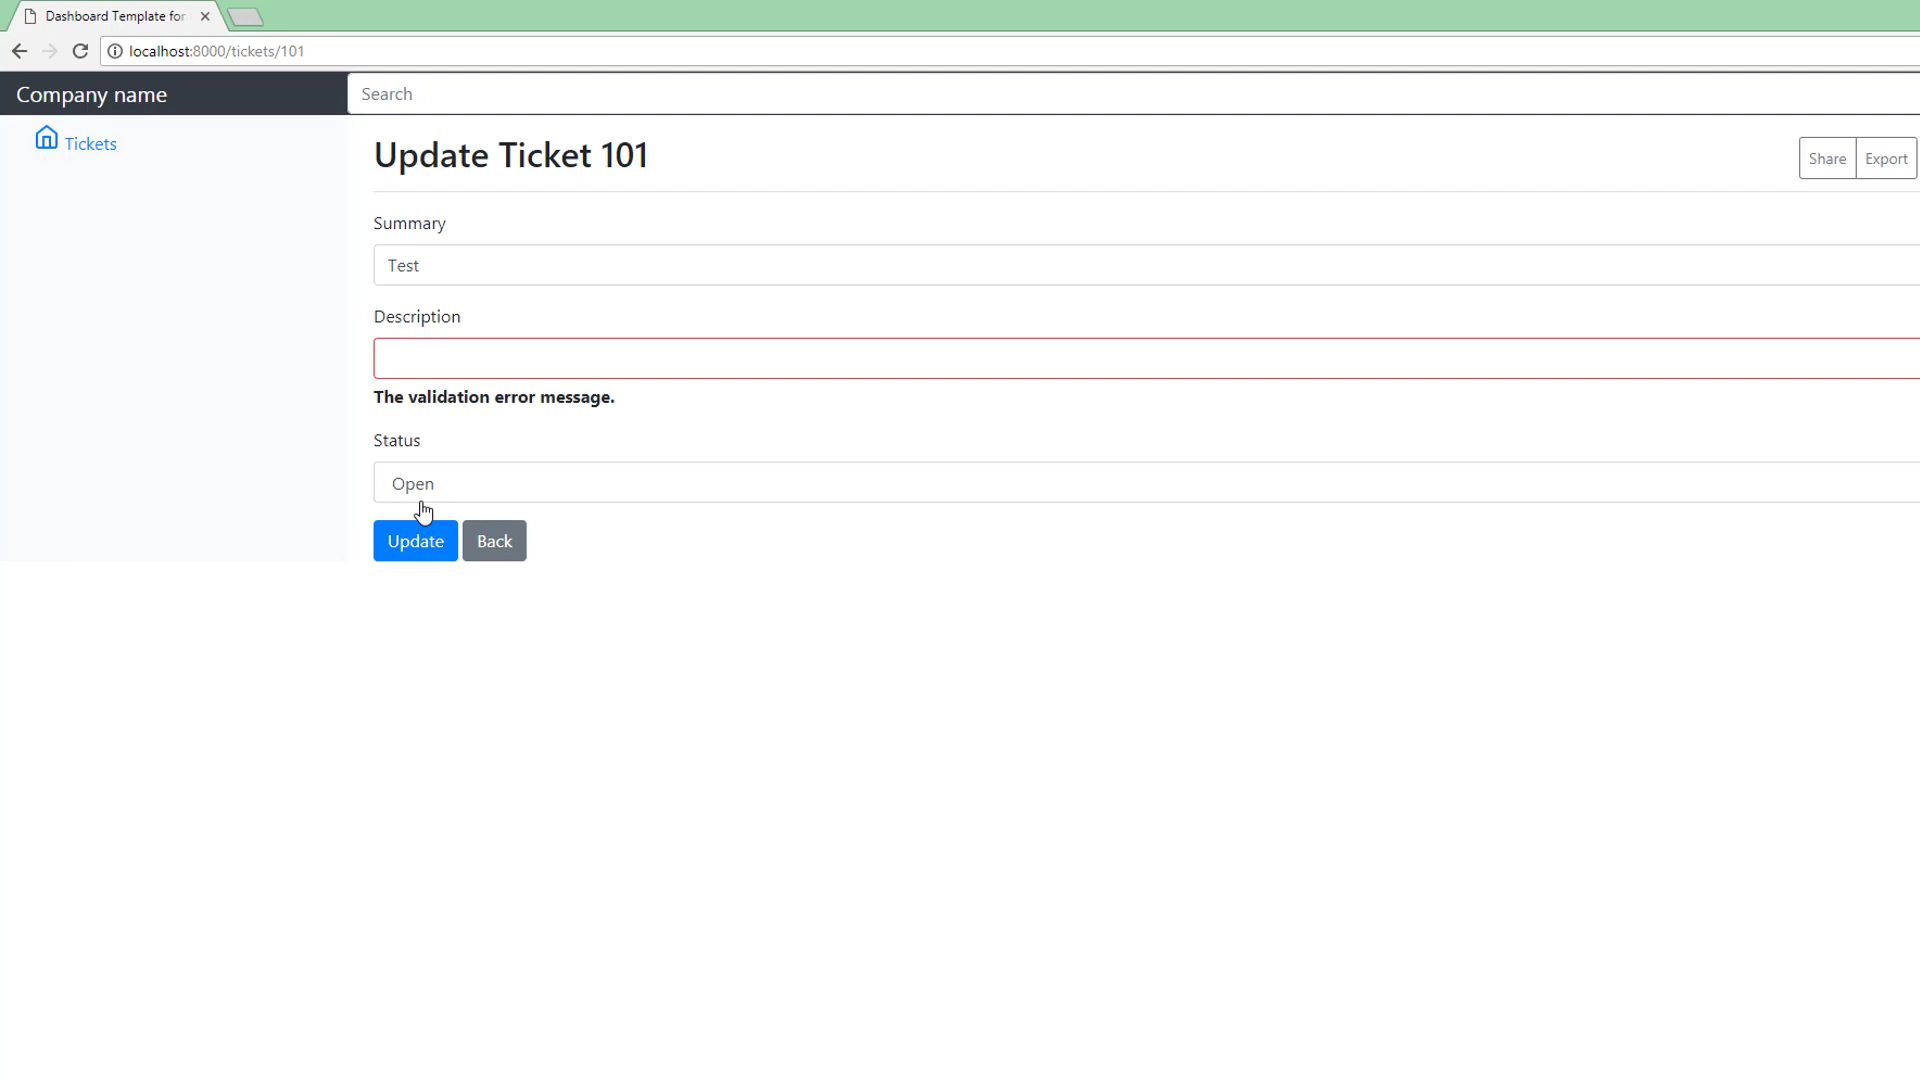 Dashboard Template for
localhost:8000/tickets/101
Company name
Search
Tickets
Update Ticket 101
Share
Export
Summary
Test
Description
The validation error message.
Status
Open
Update
Back